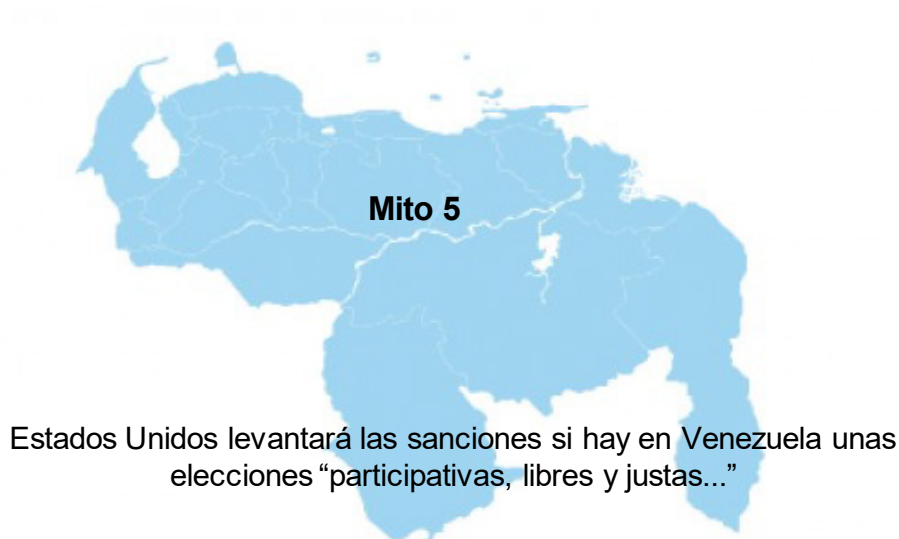 Mito 5
Estados Unidos levantará las sanciones si hay en Venezuela unas
elecciones “participativas, libres y justas...”